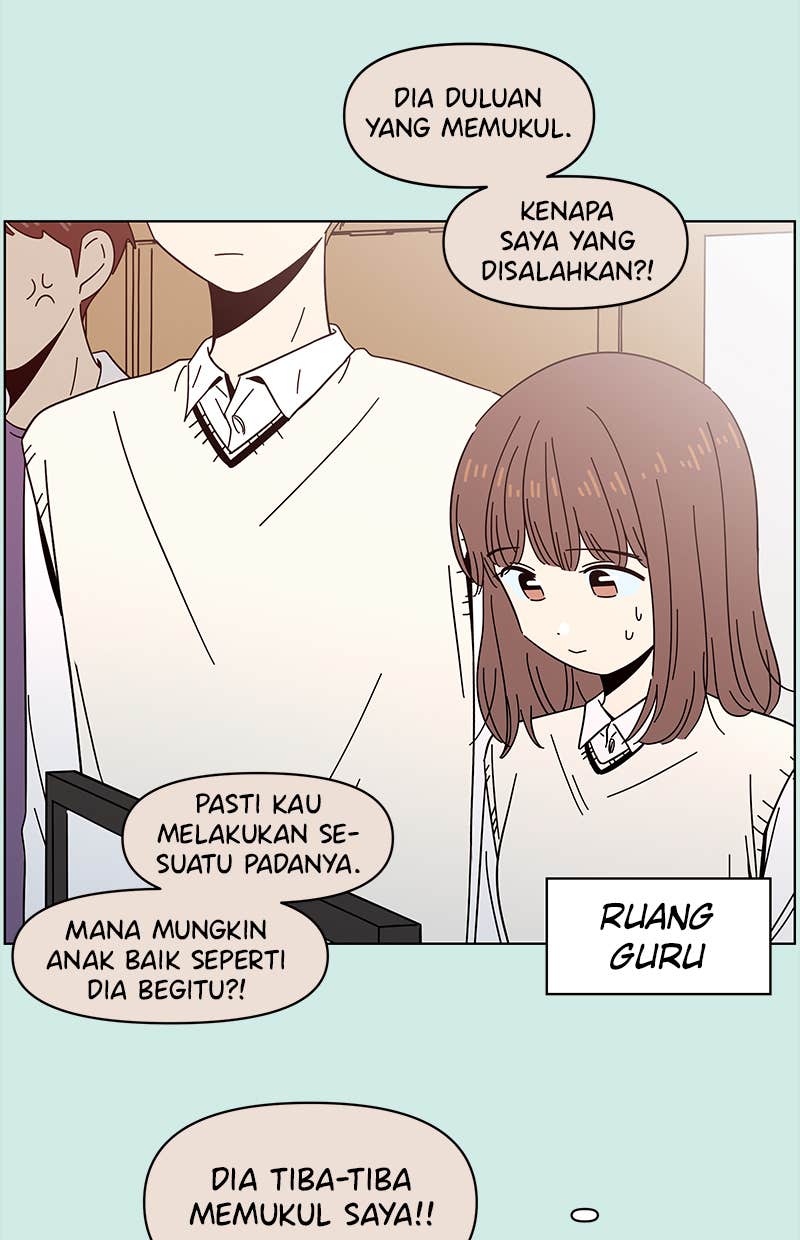 DIA DULUAN
YANG MEMUKUL.
KENAPA
SAYA YANG
DISALAHKAN?!
PASTI KAU
MELAKUKAN SE-
SUATU PADANYA.
MANA MUNGKIN
ANAK BAIK SEPERTI
DIA BEGITU?!
RUANG
GURU
DIA TIBA-TIBA
MEMUKUL SAYA!!